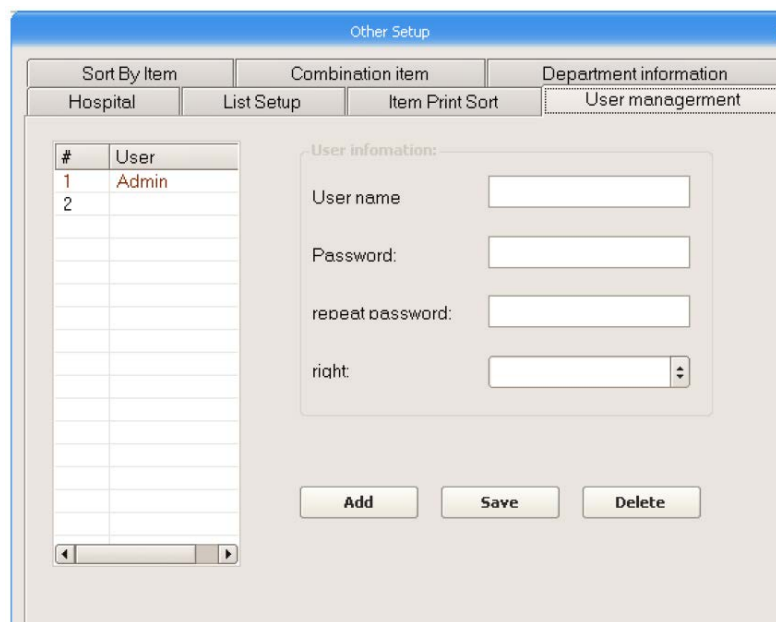 Other Setup
Sort By Item Combination item Department information
Hospital List Setup Item Print Sort User managerment
# User
1 Admin
2
User infomation:
User name
Password:
repeat password:
right:
Add Save Delete